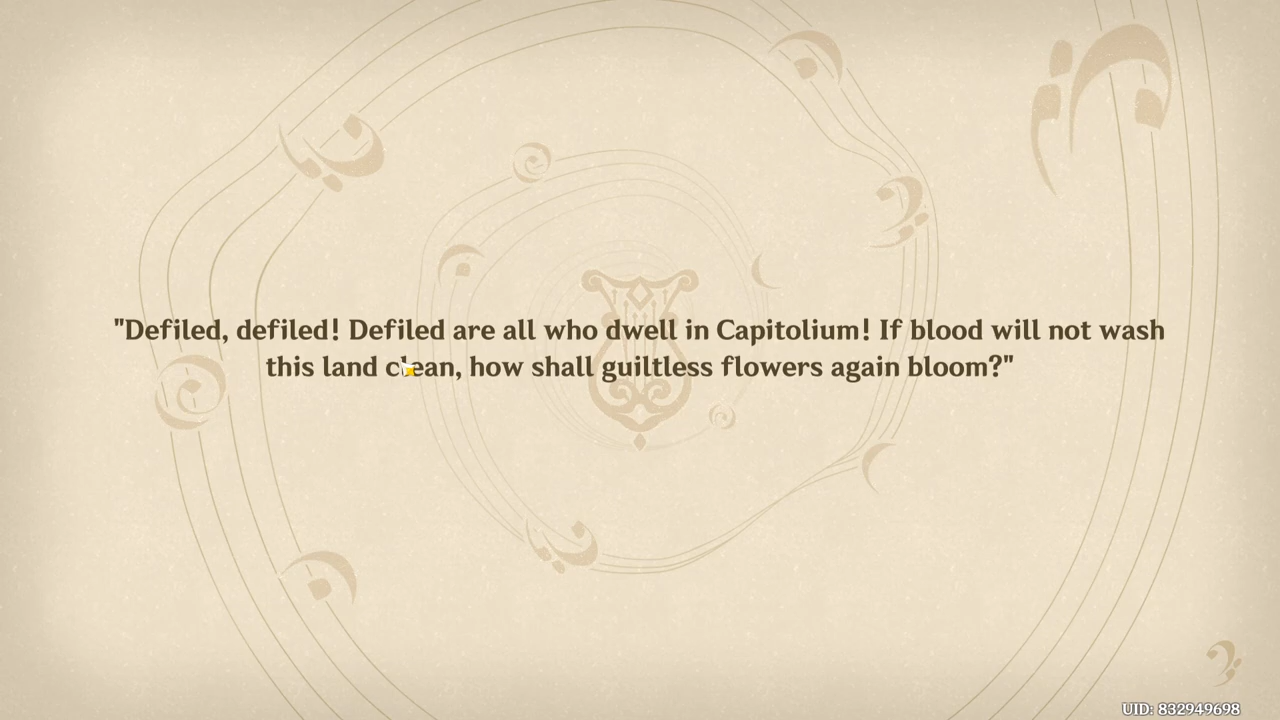 "Defiled, defiled! Defiled are all who dwell in Capitolium! If blood will not wash
this land clean, how shall guiltless flowers again bloom?"
UID: 832949698